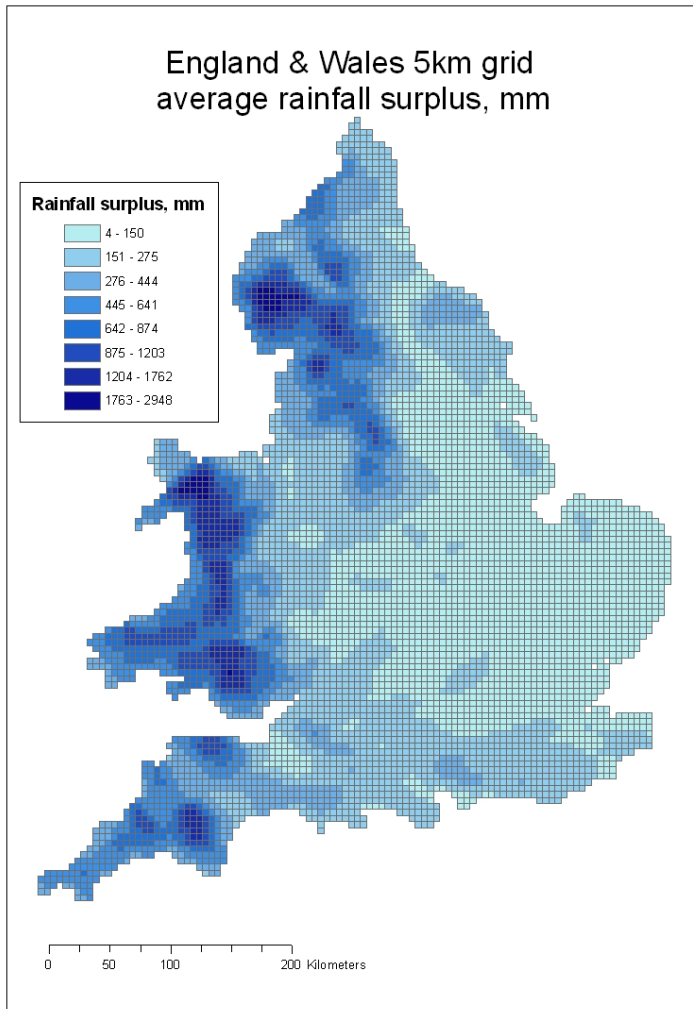 England & Wales 5km grid
average rainfall surplus, mm
Rainfall surplus, mm
4 - 150
151 - 275
276 - 444
445 - 641
642 - 874
875 - 1203
1204 - 1762
1763 - 2948
0 50 100 200 Kilometers